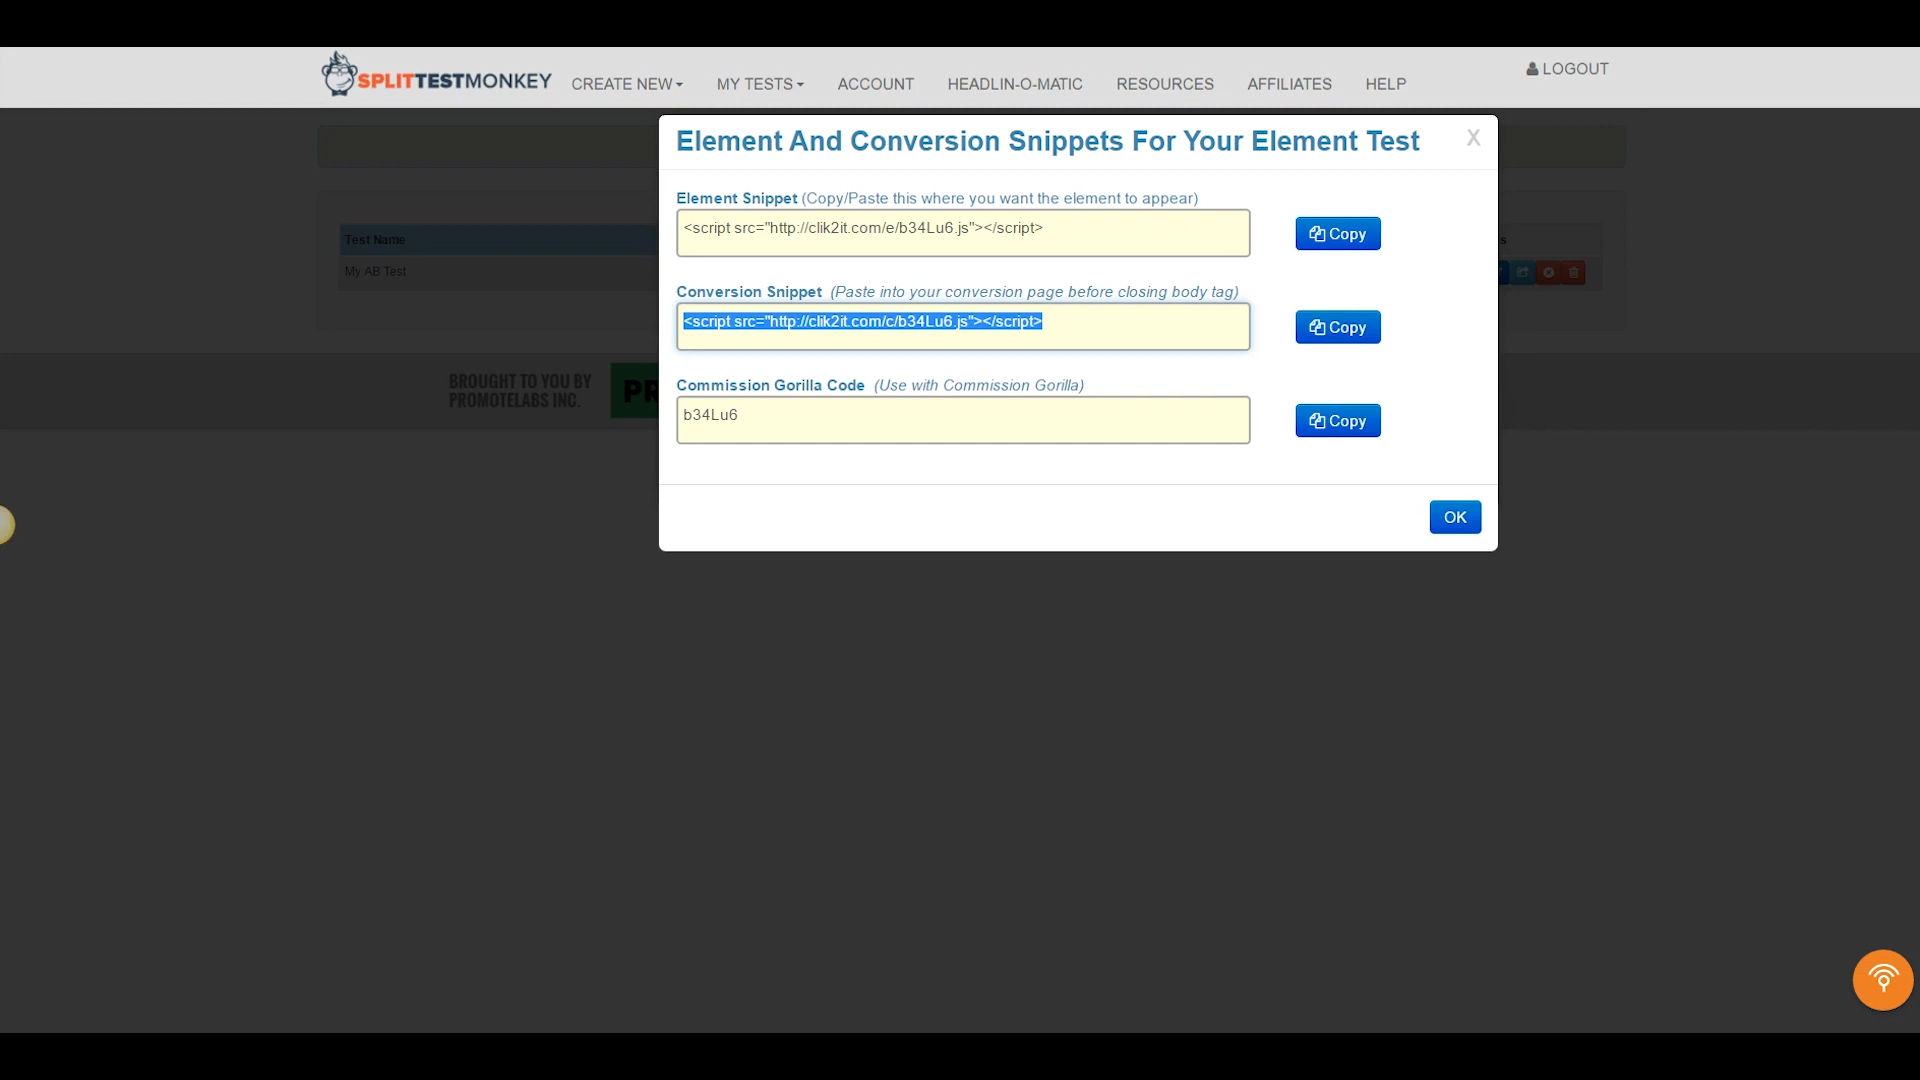 SPLITTESTMONKEY
CREATE NEW
MY TESTS
ACCOUNT
HEADLIN-O-MATIC
RESOURCES
AFFILIATES
HELP
LOGOUT
Element And Conversion Snippets For Your Element Test
X
Element Snippet (Copy/Paste this where you want the element to appear)
<script src="http://clik2it.com/e/b34Lu6.js"></script>
Copy
Conversion Snippet (Paste into your conversion page before closing body tag)
<script src="http://clik2it.com/c/b34Lu6.js"></script>
Copy
Commission Gorilla Code (Use with Commission Gorilla)
b34Lu6
Copy
OK
Test Name
My AB Test
BROUGHT TO YOU BY
PROMOTELABS INC.